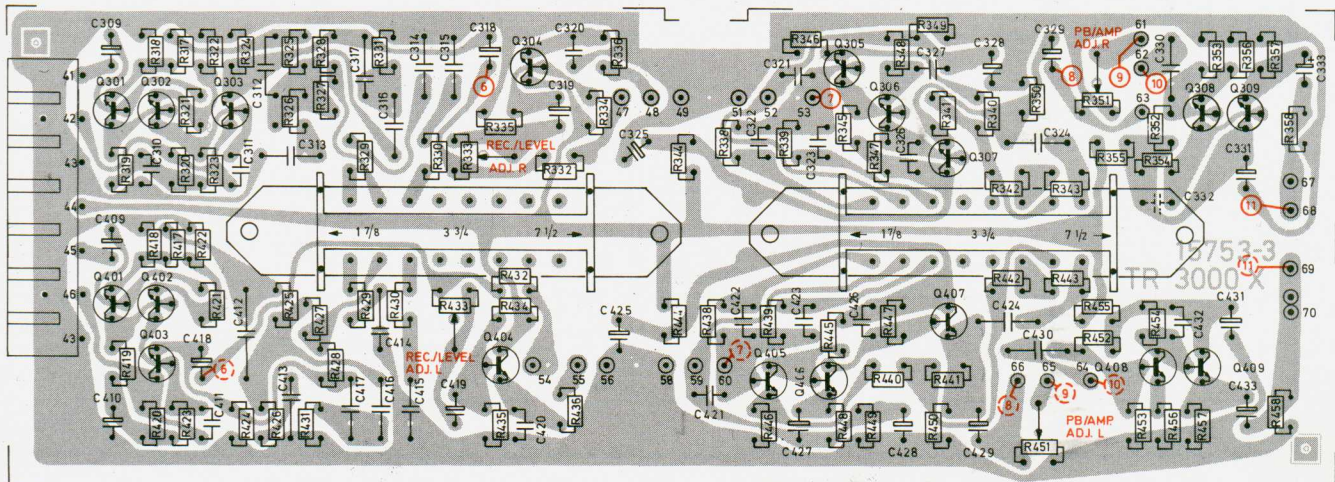 C309 R318 R317 R322 R324 C312 R325 R328 C317 R331 C314 C315 C318 Q304 C320 R336 R346 Q305 R348 R349 C327 C328 C329 PB/AMP 61 C330 R353 R356 R357 C333
ADJ. R
62
41 Q301 Q302 Q303 R321 R326 R327 C316 6 C319 R334 C321 7 Q306 R350 8 9 10 Q308 Q309
42 R335 47 48 49 51 52 53 R345 R347 R340 R351 63 R352 R358
C325 R338 C322 R339 C323 C326 C324
43 R319 C310 R320 R323 C311 C313 R329 R330 R333 REC./LEVEL R332 R344 R347 Q307 R355 R354 C331
ADJ. R
67
R342 R343 C332
44 11 68
C409 R418 R417 R422 1 7/8 3 3/4 7 1/2 1 7/8 3 3/4 7 1/2
45 15753-3
11 69
Q401 Q402 R432 R442 R443 TR 3000 X
46 R421 C412 R425 R427 R429 R430 R433 R434 C425 R444 R438 C422 R439 C423 C426 R447 Q407 C424 R455 R454 C432 C431 70
Q403 C418 C414 Q404 R445 C430 R452
43 R419 6 R428 REC./LEVEL 7 Q405 Q408 Q409
ADJ. L
54 55 56 58 59 60 Q406 R440 R441 66 65 64
C413 C417 C416 C415 C419 C421 8 9 10 C433
C410 R420 R423 C411 R424 R426 R431 R435 C420 R436 R446 R448 R449 R450 PB/AMP R453 R456 R457 R458
ADJ. L
C427 C428 C429 R451